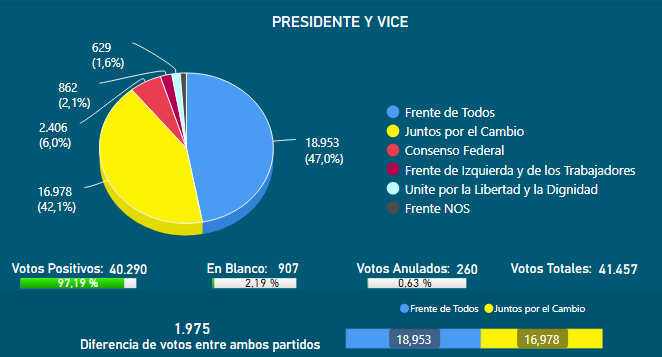 PRESIDENTE Y VICE
629
(1,6%)
862
(2,1%)
2.406
(6,0%)
16.978
(42,1%)
18.953
(47,0%)
Frente de Todos
Juntos por el Cambio
Consenso Federal
Frente de Izquierda y de los Trabajadores
Unite por la Libertad y la Dignidad
Frente NOS
Votos Positivos: 40.290
97,19 %
En Blanco: 907
2,19 %
Votos Anulados: 260
0,63 %
Votos Totales: 41.457
Frente de Todos Juntos por el Cambio
1.975
Diferencia de votos entre ambos partidos
18,953 16,978